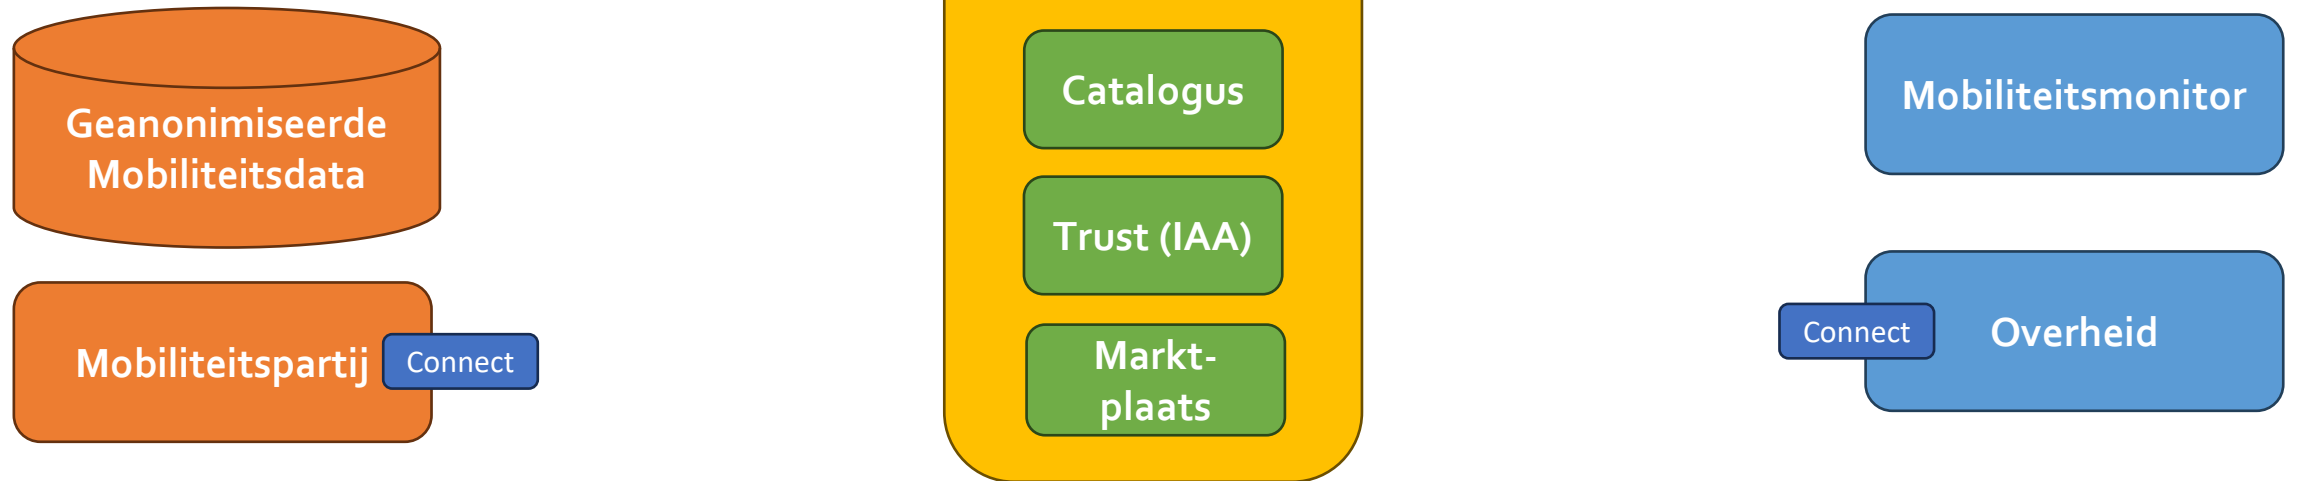 Geanonimiseerde
Mobiliteitsdata
Mobiliteitspartij
Connect
Catalogus
Trust (IAA)
Markt-
plaats
Mobiliteitsmonitor
Connect
Overheid